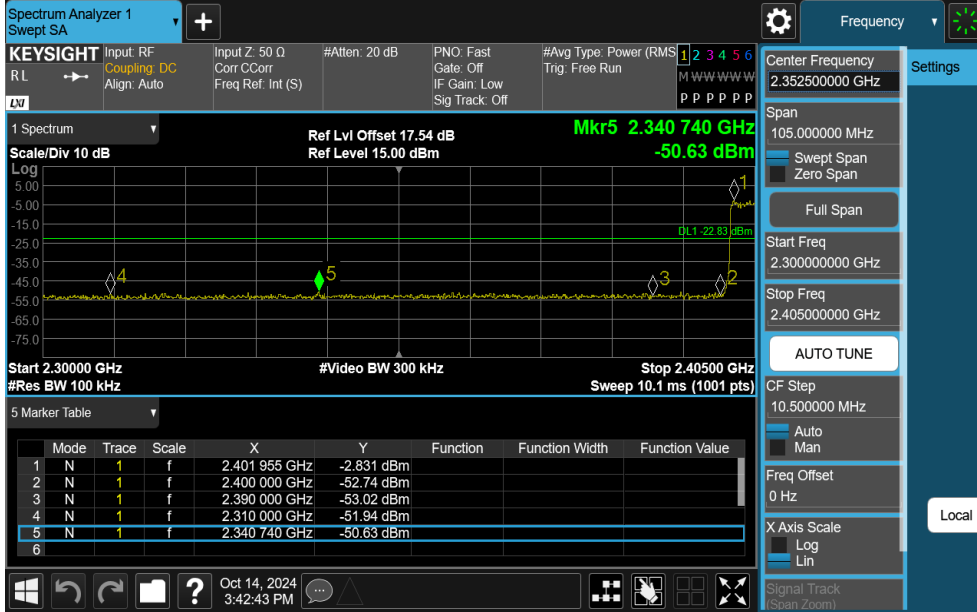 Spectrum Analyzer 1
Swept SA
+
Frequency
KEYSIGHT
R L
LXI
Input: RF
Coupling: DC
Align: Auto
Input Z: 50 Ω
Corr CCorr
Freq Ref: Int (S)
#Atten: 20 dB
PNO: Fast
Gate: Off
IF Gain: Low
Sig Track: Off
#Avg Type: Power (RMS
Trig: Free Run
1 2 3 4 5 6
M W W W W W
P P P P P P
1 Spectrum
Scale/Div 10 dB
Ref Lvl Offset 17.54 dB
Ref Level 15.00 dBm
Mkr5 2.340 740 GHz
-50.63 dBm
Log
5.00
-5.00
-15.0
-25.0
-35.0
-45.0
-55.0
-65.0
-75.0
1
DL1 -22.83 dBm
4
5
3
2
Start 2.30000 GHz
#Video BW 300 kHz
Stop 2.40500 GHz
#Res BW 100 kHz
Sweep 10.1 ms (1001 pts)
5 Marker Table
Mode Trace Scale X Y Function Function Width Function Value
1 N 1 f 2.401 955 GHz -2.831 dBm
2 N 1 f 2.400 000 GHz -52.74 dBm
3 N 1 f 2.390 000 GHz -53.02 dBm
4 N 1 f 2.310 000 GHz -51.94 dBm
5 N 1 f 2.340 740 GHz -50.63 dBm
6
?
Oct 14, 2024
3:42:43 PM
Center Frequency
2.352500000 GHz
Span
105.000000 MHz
Swept Span
Zero Span
Full Span
Start Freq
2.300000000 GHz
Stop Freq
2.405000000 GHz
AUTO TUNE
CF Step
10.500000 MHz
Auto
Man
Freq Offset
0 Hz
X Axis Scale
Log
Lin
Signal Track
(Span Zoom)
Settings
Local